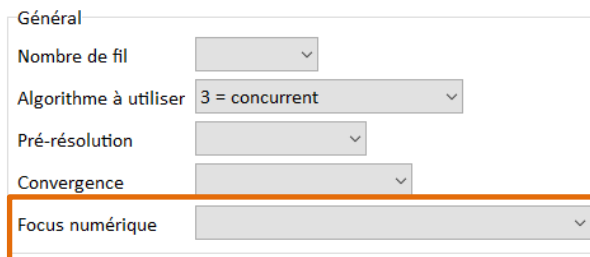 Général
Nombre de fil
Algorithme à utiliser 3 = concurrent
Pré-résolution
Convergence
Focus numérique